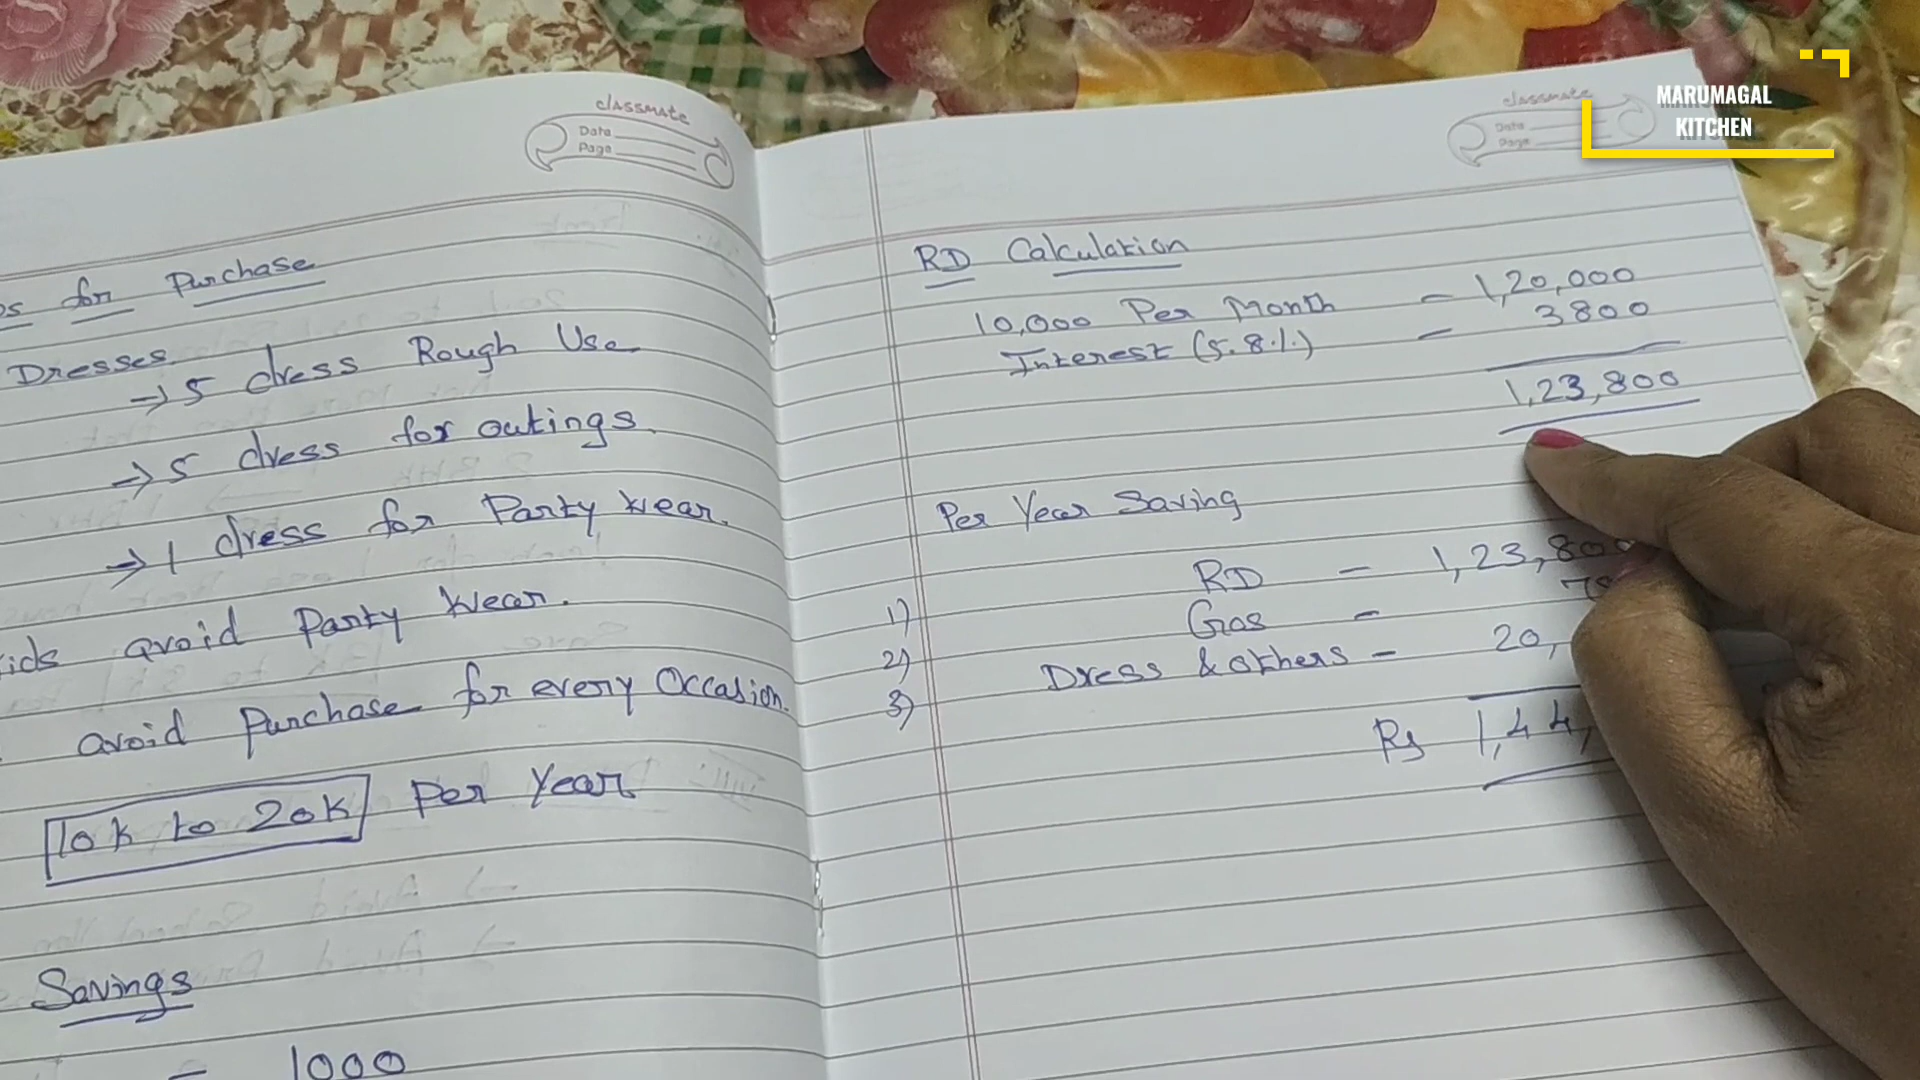 classmate
Date
Page
for Purchase
Dresses
→ 5 dress Rough Use
→ 5 dress for outings.
→ 1 dress for Party wear.
avoid Party wear.
avoid Purchase for every Occasion.
10k to 20k Per Year
Savings
= 1000
classmate
Date
Page
MARUMAGAL
KITCHEN
RD Calculation
10,000 Per Month - 1,20,000
Interest (5.8%) - 3800
1,23,800
Per Year Saving
1) RD - 1,23,800
2) Gas -
3) Dress & others - 20,
Rs 1,44,